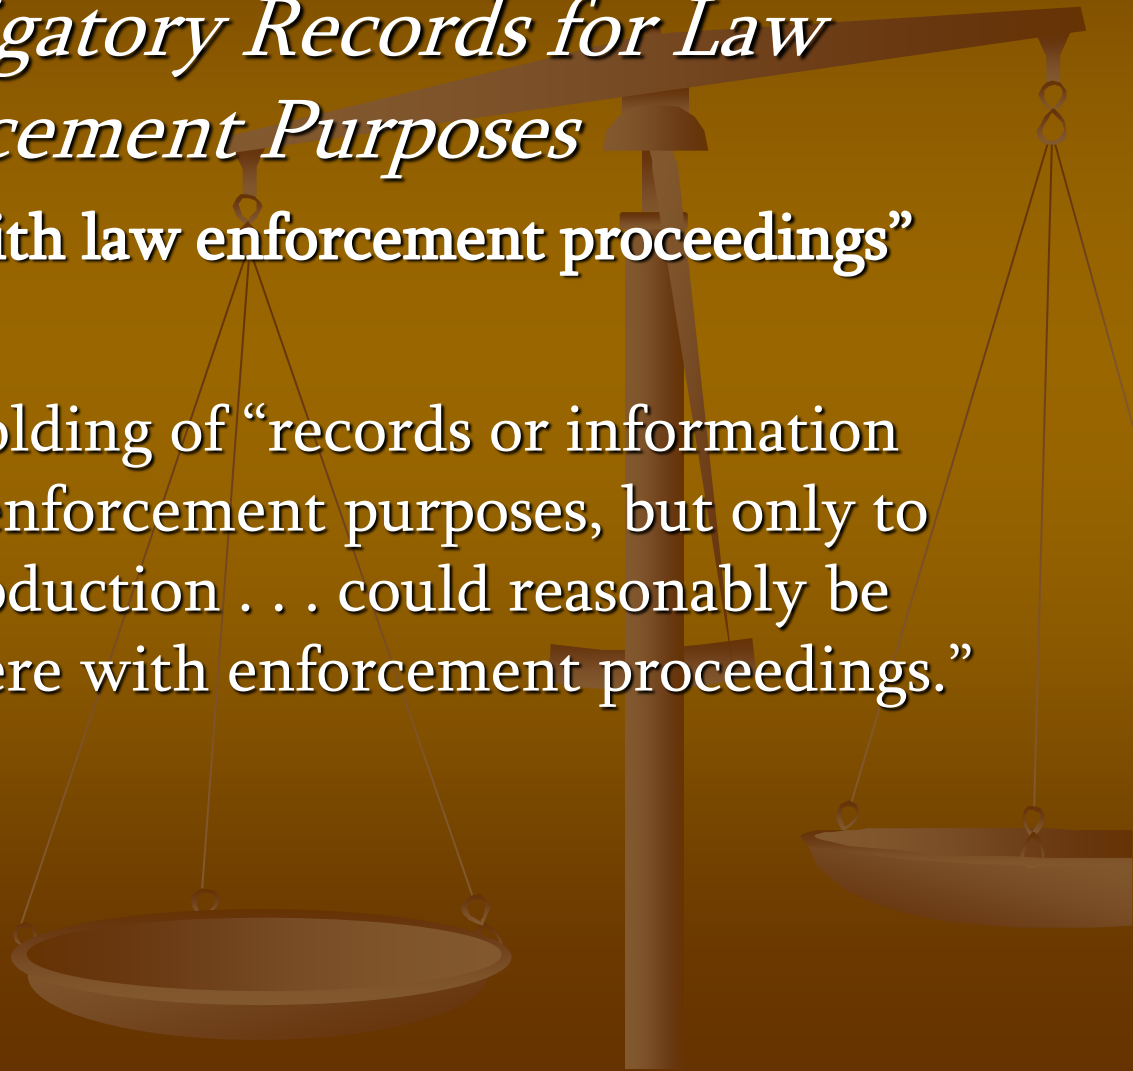 gatory Records for Law
cement Purposes
ith law enforcement proceedings”
olding of “records or information
enforcement purposes, but only to
oduction . . . could reasonably be
ere with enforcement proceedings.”